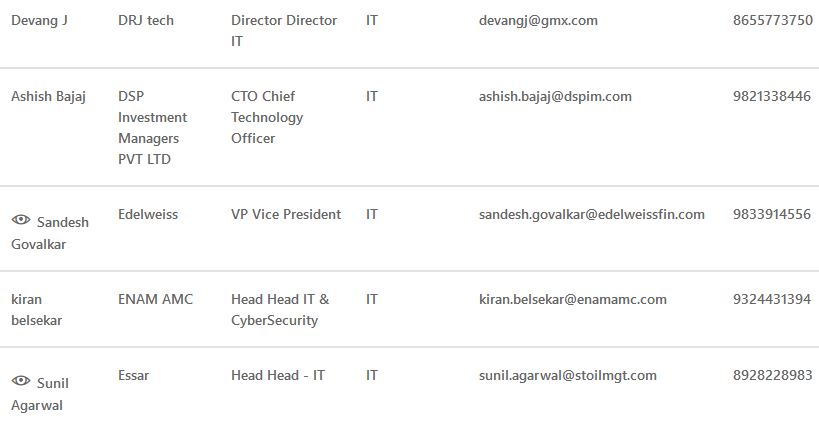 Devang J DRJ tech Director Director IT devangj@gmx.com 8655773750
IT
Ashish Bajaj DSP CTO Chief IT ashish.bajaj@dspim.com 9821338446
Investment Technology
Managers Officer
PVT LTD
Sandesh Edelweiss VP Vice President IT sandesh.govalkar@edelweissfin.com 9833914556
Govalkar
kiran ENAM AMC Head Head IT & IT kiran.belsekar@enamamc.com 9324431394
belsekar CyberSecurity
Sunil Essar Head Head - IT IT sunil.agarwal@stoilmgt.com 8928228983
Agarwal